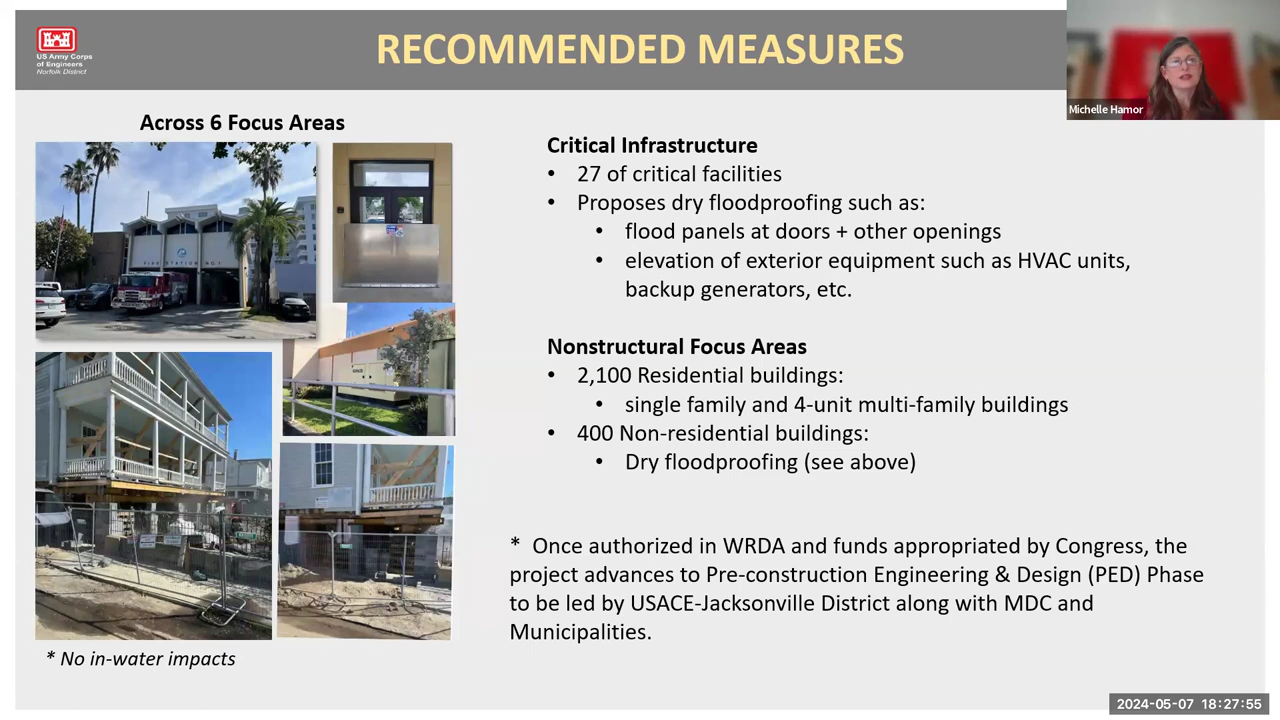 US Army Corps
of Engineers
Norfolk District
RECOMMENDED MEASURES
Michelle Hamor
Across 6 Focus Areas
FIRE STATION NO.1
* No in-water impacts
Critical Infrastructure
• 27 of critical facilities
• Proposes dry floodproofing such as:
• flood panels at doors + other openings
• elevation of exterior equipment such as HVAC units,
backup generators, etc.
Nonstructural Focus Areas
• 2,100 Residential buildings:
• single family and 4-unit multi-family buildings
• 400 Non-residential buildings:
• Dry floodproofing (see above)
* Once authorized in WRDA and funds appropriated by Congress, the
project advances to Pre-construction Engineering & Design (PED) Phase
to be led by USACE-Jacksonville District along with MDC and
Municipalities.
2024-05-07 18:27:55